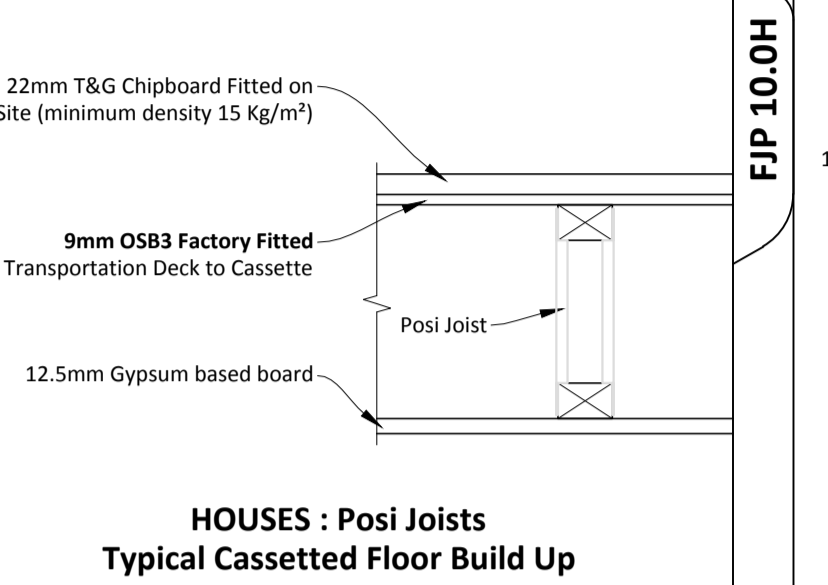 22mm T&G Chipboard Fitted on
Site (minimum density 15 Kg/m²)
9mm OSB3 Factory Fitted
Transportation Deck to Cassette
Posi Joist
12.5mm Gypsum based board
HOUSES : Posi Joists
Typical Cassetted Floor Build Up
FJP 10.0H